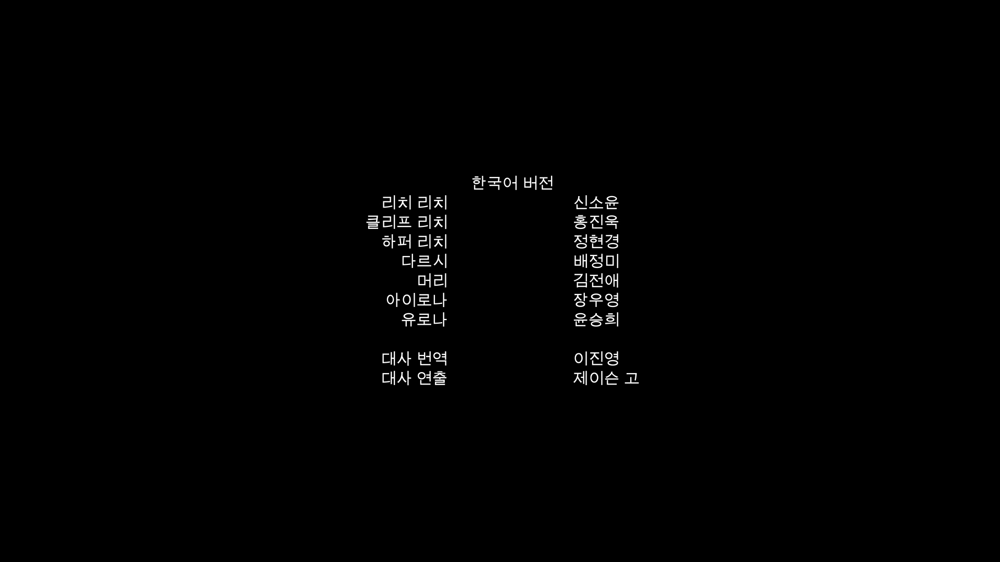 한국어 버전
리치 리치 신소윤
클리프 리치 홍진욱
하퍼 리치 정현경
다르시 배정미
머리 김전애
아이로나 장우영
유로나 윤승희
대사 번역 이진영
대사 연출 제이슨 고